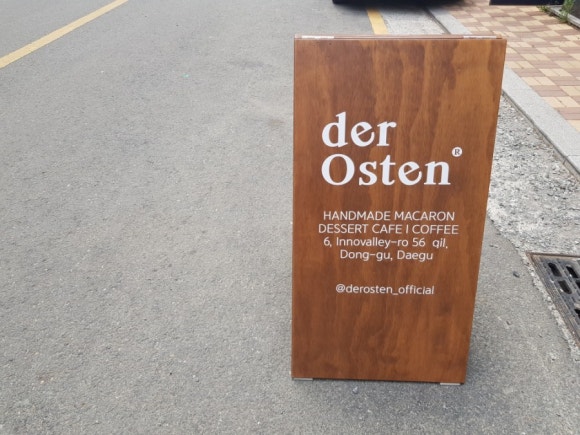 der
Osten®
HANDMADE MACARON
DESSERT CAFE I COFFEE
6, Innovalley-ro 56 gil,
Dong-gu, Daegu
@derosten_official